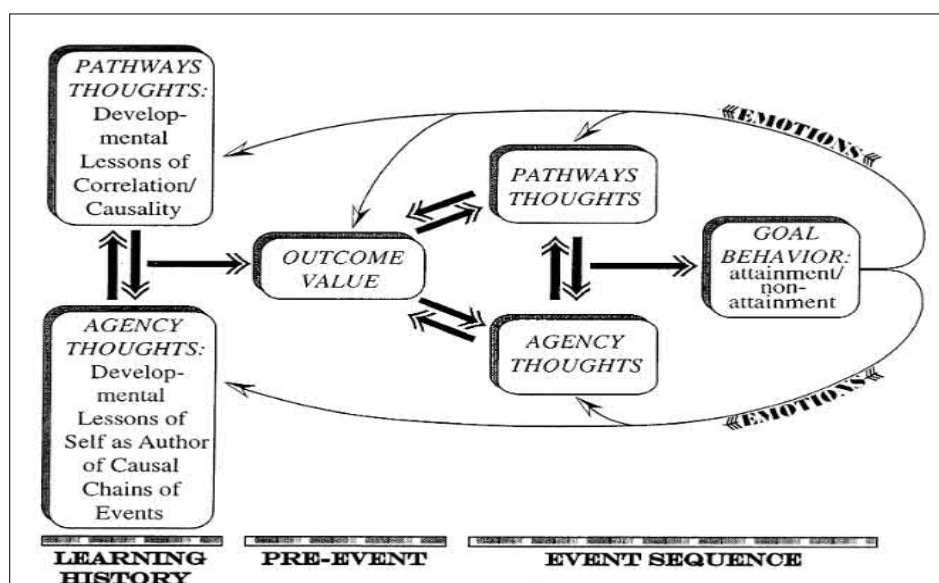 PATHWAYS
THOUGHTS:
Develop-
mental
Lessons of
Correlation/
Causality
AGENCY
THOUGHTS:
Develop-
mental
Lessons of
Self as Author
of Causal
Chains of
Events
OUTCOME
VALUE
PATHWAYS
THOUGHTS
AGENCY
THOUGHTS
GOAL
BEHAVIOR:
attainment/
non-
attainment
EMOTIONS
EMOTIONS
LEARNING
HISTORY
PRE-EVENT
EVENT SEQUENCE